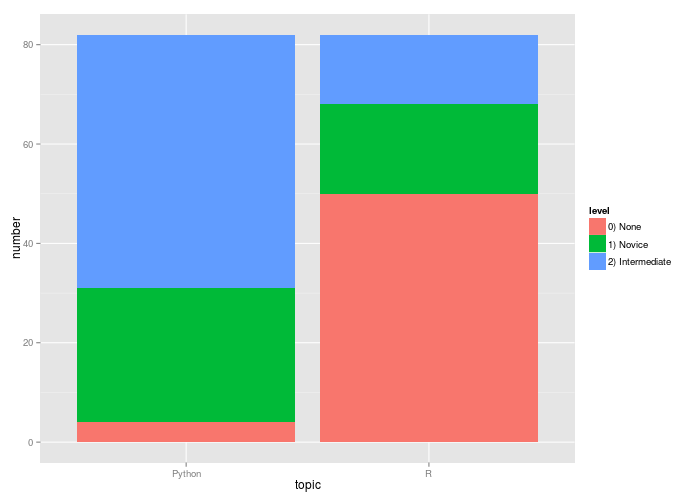 number
80
60
40
20
0
Python
R
topic
level
0) None
1) Novice
2) Intermediate